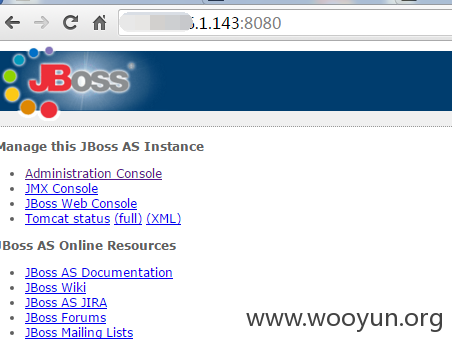 5.1.143:8080
JBoss®
Manage this JBoss AS Instance
Administration Console
JMX Console
JBoss Web Console
Tomcat status (full) (XML)
JBoss AS Online Resources
JBoss AS Documentation
JBoss Wiki
JBoss AS JIRA
JBoss Forums
JBoss Mailing Lists
www.wooyun.org